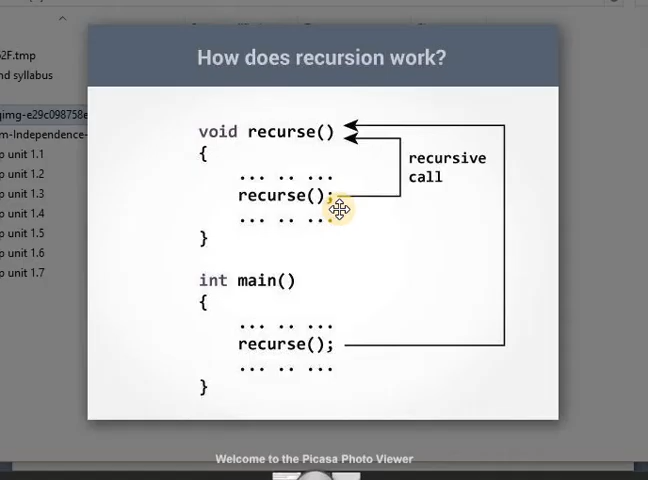 2F.tmp
nd syllabus
gimg-e29c098758e
m-Independence-
p unit 1.1
p unit 1.2
p unit 1.3
p unit 1.4
p unit 1.5
p unit 1.6
p unit 1.7
How does recursion work?
void recurse()
{
... .. ...
recurse();
... .. ...
}
recursive
call
int main()
{
... .. ...
recurse();
... .. ...
}
Welcome to the Picasa Photo Viewer